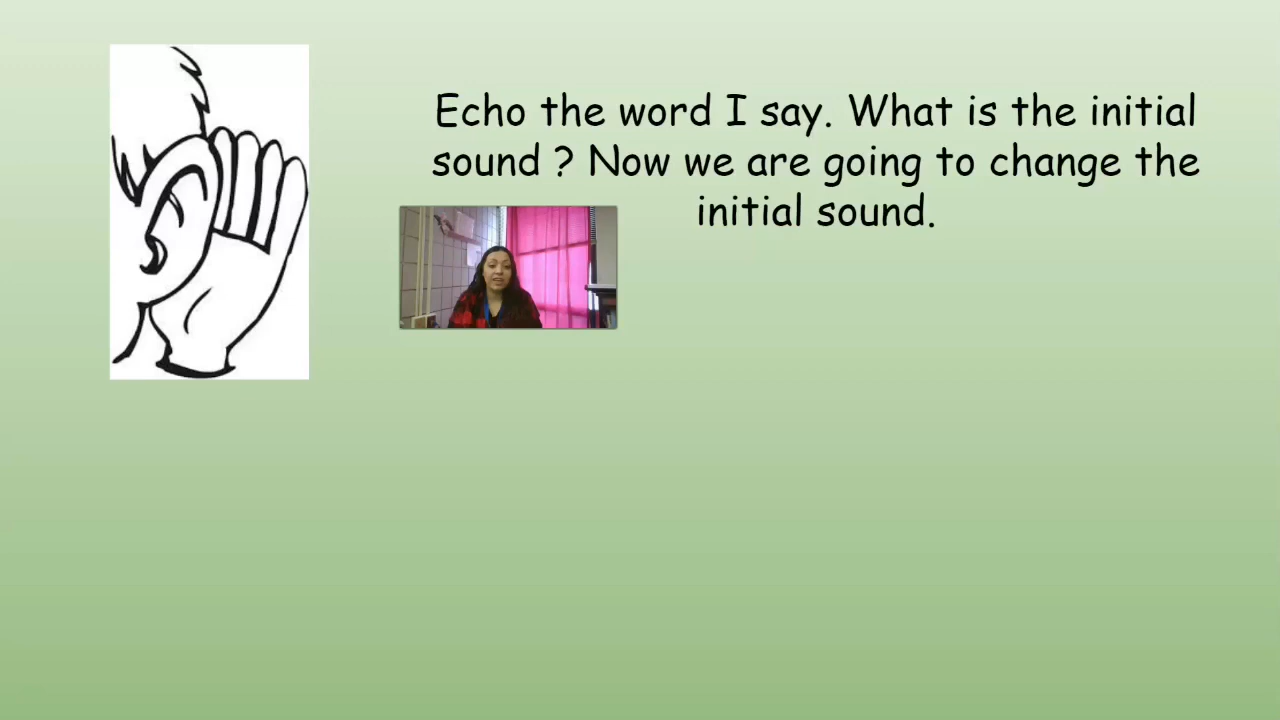 Echo the word I say. What is the initial
sound ? Now we are going to change the
initial sound.